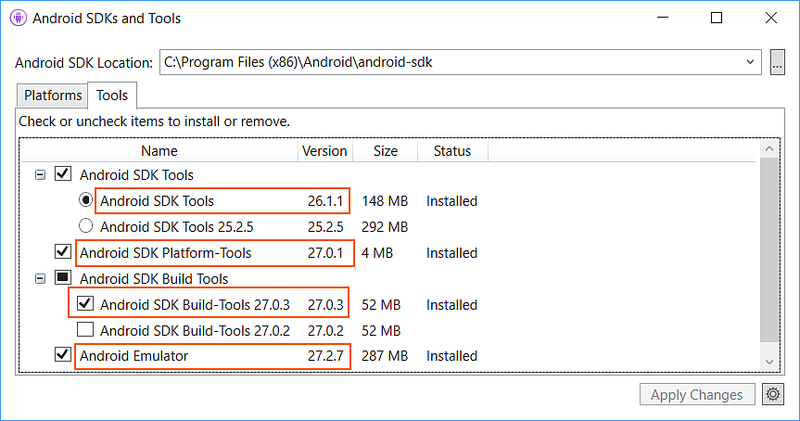 Android SDKs and Tools
Android SDK Location: C:\Program Files (x86)\Android\android-sdk ...
Platforms Tools
Check or uncheck items to install or remove.
Name Version Size Status
Android SDK Tools
Android SDK Tools 26.1.1 148 MB Installed
Android SDK Tools 25.2.5 25.2.5 292 MB
Android SDK Platform-Tools 27.0.1 4 MB Installed
Android SDK Build Tools
Android SDK Build-Tools 27.0.3 27.0.3 52 MB Installed
Android SDK Build-Tools 27.0.2 27.0.2 52 MB
Android Emulator 27.2.7 287 MB Installed
Apply Changes